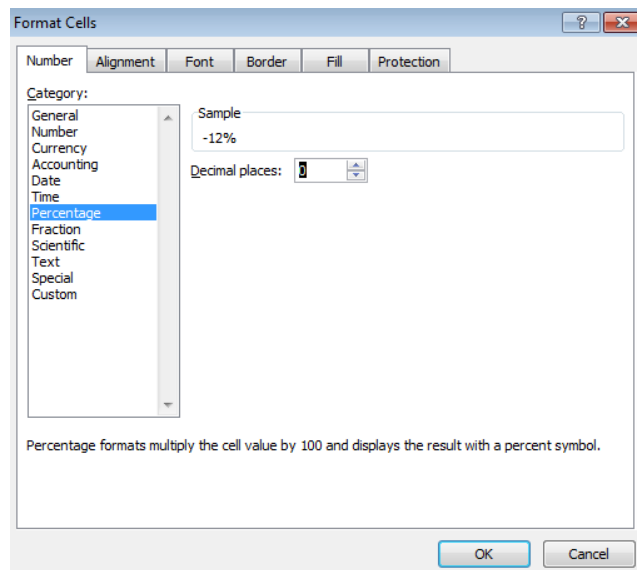 Format Cells
Number Alignment Font Border Fill Protection
Category:
General
Number
Currency
Accounting
Date
Time
Percentage
Fraction
Scientific
Text
Special
Custom
Sample
-12%
Decimal places: 0
Percentage formats multiply the cell value by 100 and displays the result with a percent symbol.
OK Cancel